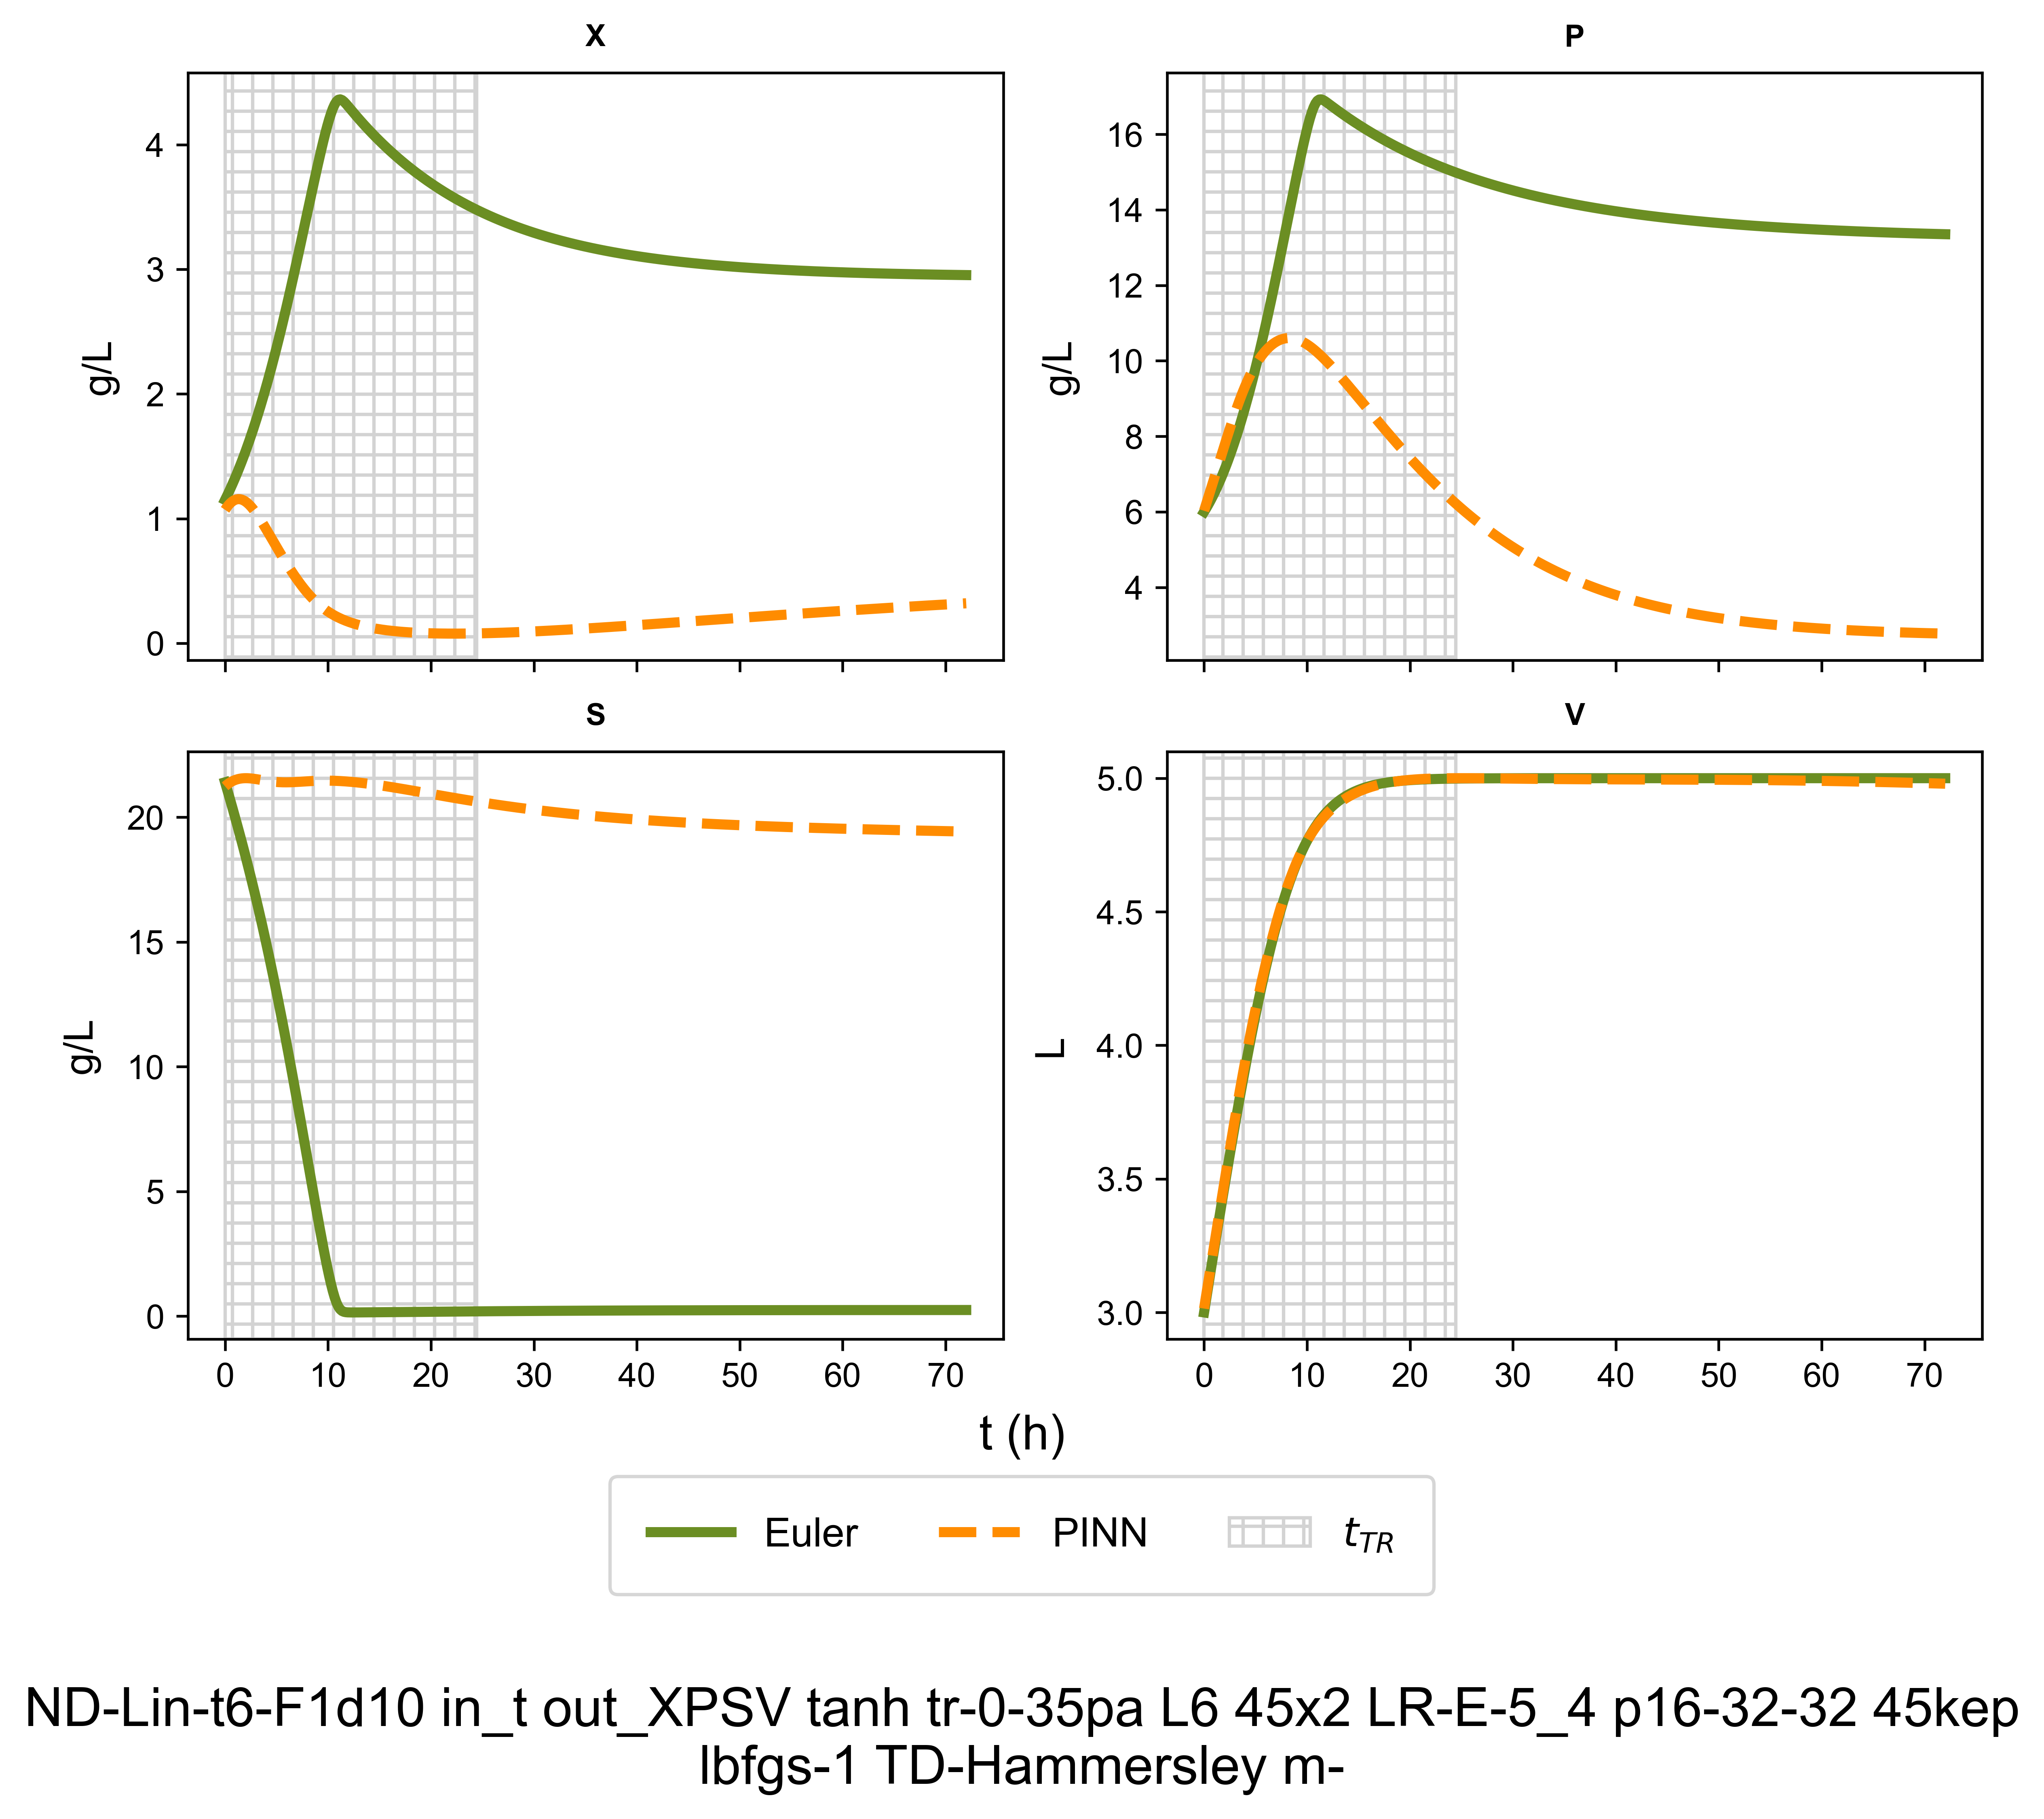 X
P
4
3
2
1
0
g/L
16
14
12
10
8
6
4
g/L
S
V
20
15
10
5
0
g/L
0 10 20 30 40 50 60 70
5.0
4.5
4.0
3.5
3.0
L
0 10 20 30 40 50 60 70
t (h)
Euler PINN t_TR
ND-Lin-t6-F1d10 in_t out_XPSV tanh tr-0-35pa L6 45x2 LR-E-5_4 p16-32-32 45kep
lbfgs-1 TD-Hammersley m-